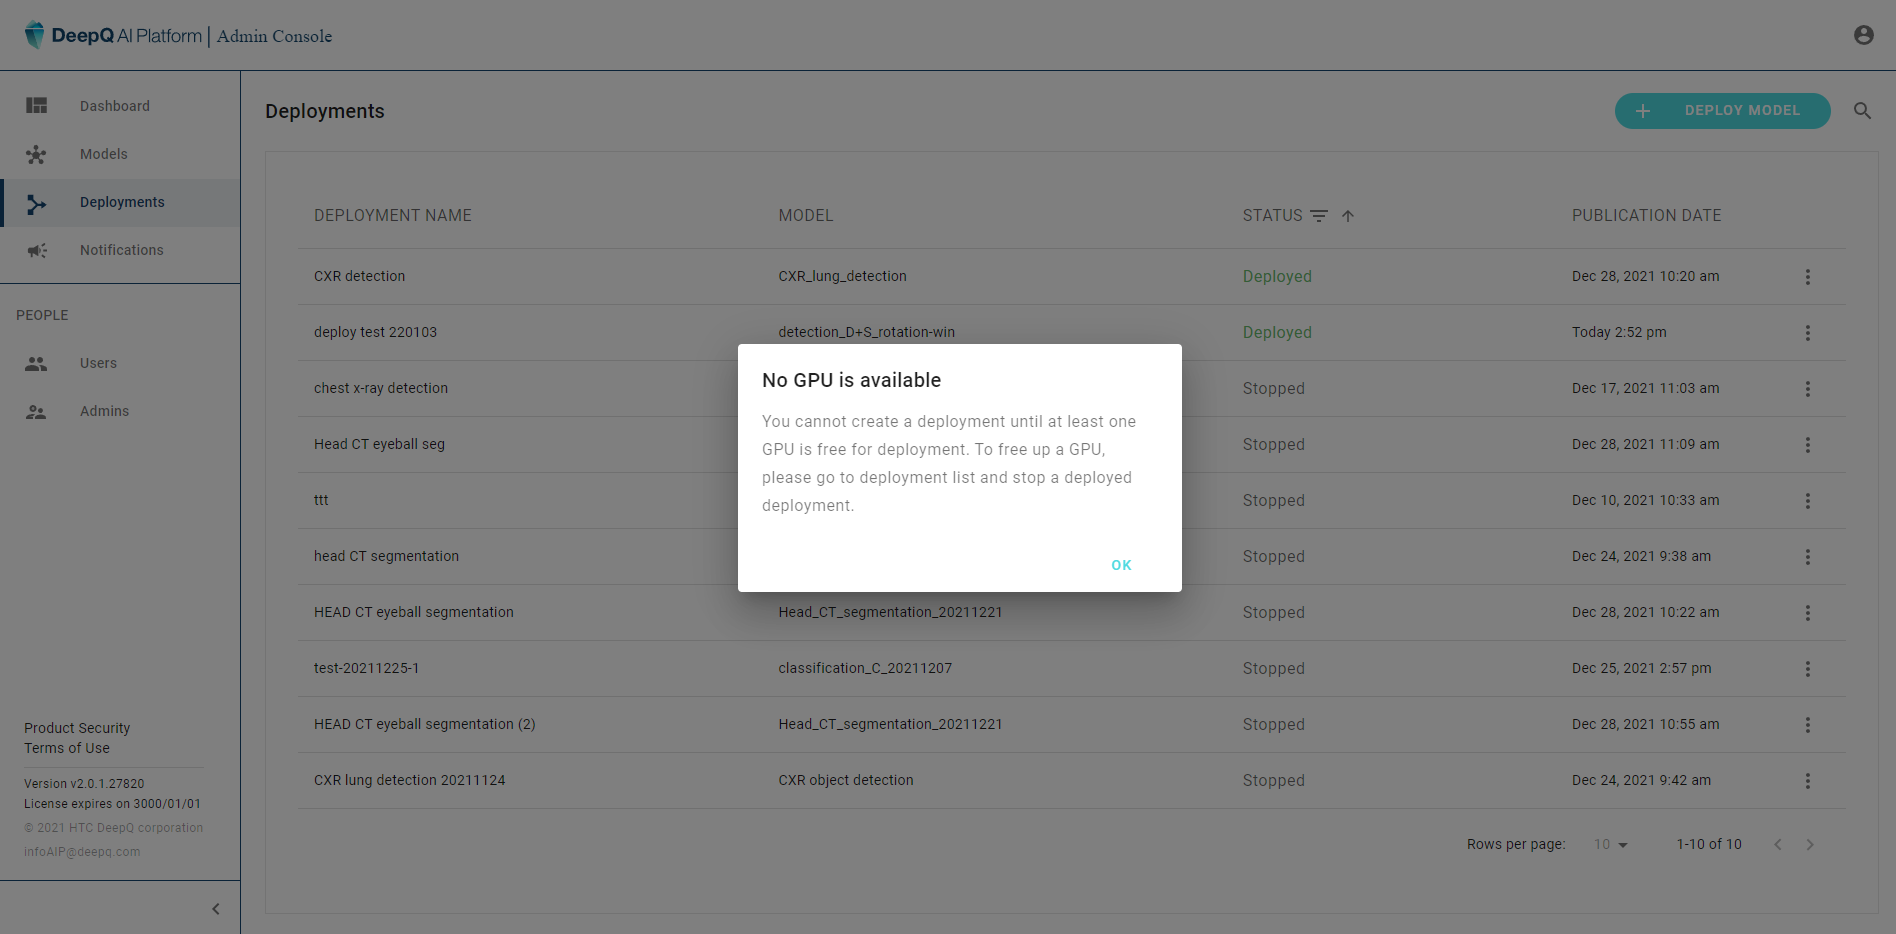 DeepQ AI Platform | Admin Console
Dashboard
Models
Deployments
Notifications
PEOPLE
Users
Admins
Product Security
Terms of Use
Version v2.0.1.27820
License expires on 3000/01/01
© 2021 HTC DeepQ corporation
infoAIP@deepq.com
Deployments
DEPLOY MODEL
DEPLOYMENT NAME MODEL STATUS PUBLICATION DATE
CXR detection CXR_lung_detection Deployed Dec 28, 2021 10:20 am
deploy test 220103 detection_D+S_rotation-win Deployed Today 2:52 pm
chest x-ray detection Stopped Dec 17, 2021 11:03 am
Head CT eyeball seg Stopped Dec 28, 2021 11:09 am
ttt Stopped Dec 10, 2021 10:33 am
head CT segmentation Stopped Dec 24, 2021 9:38 am
HEAD CT eyeball segmentation Head_CT_segmentation_20211221 Stopped Dec 28, 2021 10:22 am
test-20211225-1 classification_C_20211207 Stopped Dec 25, 2021 2:57 pm
HEAD CT eyeball segmentation (2) Head_CT_segmentation_20211221 Stopped Dec 28, 2021 10:55 am
CXR lung detection 20211124 CXR object detection Stopped Dec 24, 2021 9:42 am
Rows per page: 10 1-10 of 10
No GPU is available
You cannot create a deployment until at least one
GPU is free for deployment. To free up a GPU,
please go to deployment list and stop a deployed
deployment.
OK